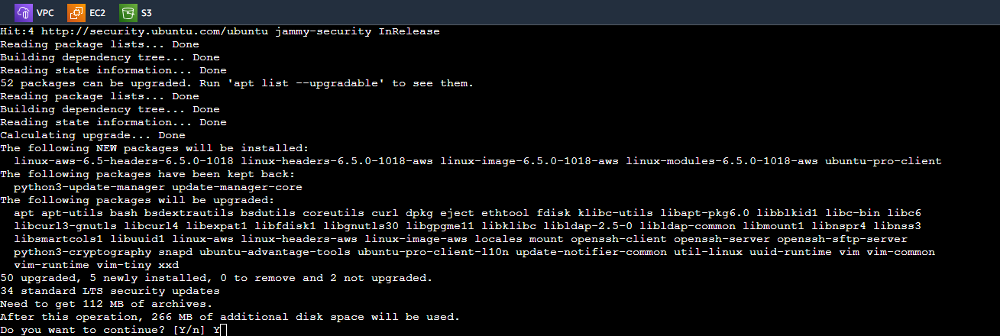 VPC EC2 S3
Hit:4 http://security.ubuntu.com/ubuntu jammy-security InRelease
Reading package lists... Done
Building dependency tree... Done
Reading state information... Done
52 packages can be upgraded. Run 'apt list --upgradable' to see them.
Reading package lists... Done
Building dependency tree... Done
Reading state information... Done
Calculating upgrade... Done
The following NEW packages will be installed:
  linux-aws-6.5-headers-6.5.0-1018 linux-headers-6.5.0-1018-aws linux-image-6.5.0-1018-aws linux-modules-6.5.0-1018-aws ubuntu-pro-client
The following packages have been kept back:
  python3-update-manager update-manager-core
The following packages will be upgraded:
  apt apt-utils bash bsdextrautils bsdutils coreutils curl dpkg eject ethtool fdisk klibc-utils libapt-pkg6.0 libblkid1 libc-bin libc6
  libcurl3-gnutls libcurl4 libexpat1 libfdisk1 libgnutls30 libgpgme11 libklibc libldap-2.5-0 libldap-common libmount1 libnspr4 libnss3
  libsmartcols1 libuuid1 linux-aws linux-headers-aws linux-image-aws locales mount openssh-client openssh-server openssh-sftp-server
  python3-cryptography snapd ubuntu-advantage-tools ubuntu-pro-client-l10n update-notifier-common util-linux uuid-runtime vim vim-common
  vim-runtime vim-tiny xxd
50 upgraded, 5 newly installed, 0 to remove and 2 not upgraded.
34 standard LTS security updates
Need to get 112 MB of archives.
After this operation, 266 MB of additional disk space will be used.
Do you want to continue? [Y/n] Y